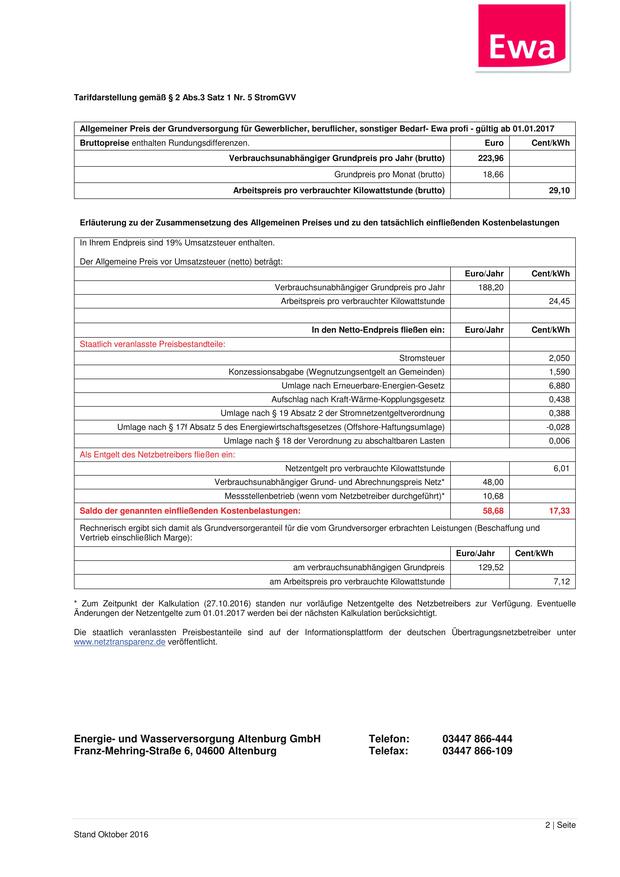 Ewa
Tarifdarstellung gemäß § 2 Abs.3 Satz 1 Nr. 5 StromGVV
Allgemeiner Preis der Grundversorgung für Gewerblicher, beruflicher, sonstiger Bedarf- Ewa profi - gültig ab 01.01.2017
Bruttopreise enthalten Rundungsdifferenzen. Euro Cent/kWh
Verbrauchsunabhängiger Grundpreis pro Jahr (brutto) 223,96
Grundpreis pro Monat (brutto) 18,66
Arbeitspreis pro verbrauchter Kilowattstunde (brutto) 29,10
Erläuterung zu der Zusammensetzung des Allgemeinen Preises und zu den tatsächlich einfließenden Kostenbelastungen
In Ihrem Endpreis sind 19% Umsatzsteuer enthalten.
Der Allgemeine Preis vor Umsatzsteuer (netto) beträgt:
Euro/Jahr Cent/kWh
Verbrauchsunabhängiger Grundpreis pro Jahr 188,20
Arbeitspreis pro verbrauchter Kilowattstunde 24,45
In den Netto-Endpreis fließen ein: Euro/Jahr Cent/kWh
Staatlich veranlasste Preisbestandteile:
Stromsteuer 2,050
Konzessionsabgabe (Wegnutzungsentgelt an Gemeinden) 1,590
Umlage nach Erneuerbare-Energien-Gesetz 6,880
Aufschlag nach Kraft-Wärme-Kopplungsgesetz 0,438
Umlage nach § 19 Absatz 2 der Stromnetzentgeltverordnung 0,388
Umlage nach § 17f Absatz 5 des Energiewirtschaftsgesetzes (Offshore-Haftungsumlage) -0,028
Umlage nach § 18 der Verordnung zu abschaltbaren Lasten 0,006
Als Entgelt des Netzbetreibers fließen ein:
Netzentgelt pro verbrauchte Kilowattstunde 6,01
Verbrauchsunabhängiger Grund- und Abrechnungspreis Netz* 48,00
Messstellenbetrieb (wenn vom Netzbetreiber durchgeführt)* 10,68
Saldo der genannten einfließenden Kostenbelastungen: 58,68 17,33
Rechnerisch ergibt sich damit als Grundversorgeranteil für die vom Grundversorger erbrachten Leistungen (Beschaffung und
Vertrieb einschließlich Marge):
Euro/Jahr Cent/kWh
am verbrauchsunabhängigen Grundpreis 129,52
am Arbeitspreis pro verbrauchte Kilowattstunde 7,12
* Zum Zeitpunkt der Kalkulation (27.10.2016) standen nur vorläufige Netzentgelte des Netzbetreibers zur Verfügung. Eventuelle
Änderungen der Netzentgelte zum 01.01.2017 werden bei der nächsten Kalkulation berücksichtigt.
Die staatlich veranlassten Preisbestanteile sind auf der Informationsplattform der deutschen Übertragungsnetzbetreiber unter
www.netztransparenz.de veröffentlicht.
Energie- und Wasserversorgung Altenburg GmbH Telefon: 03447 866-444
Franz-Mehring-Straße 6, 04600 Altenburg Telefax: 03447 866-109
2 | Seite
Stand Oktober 2016